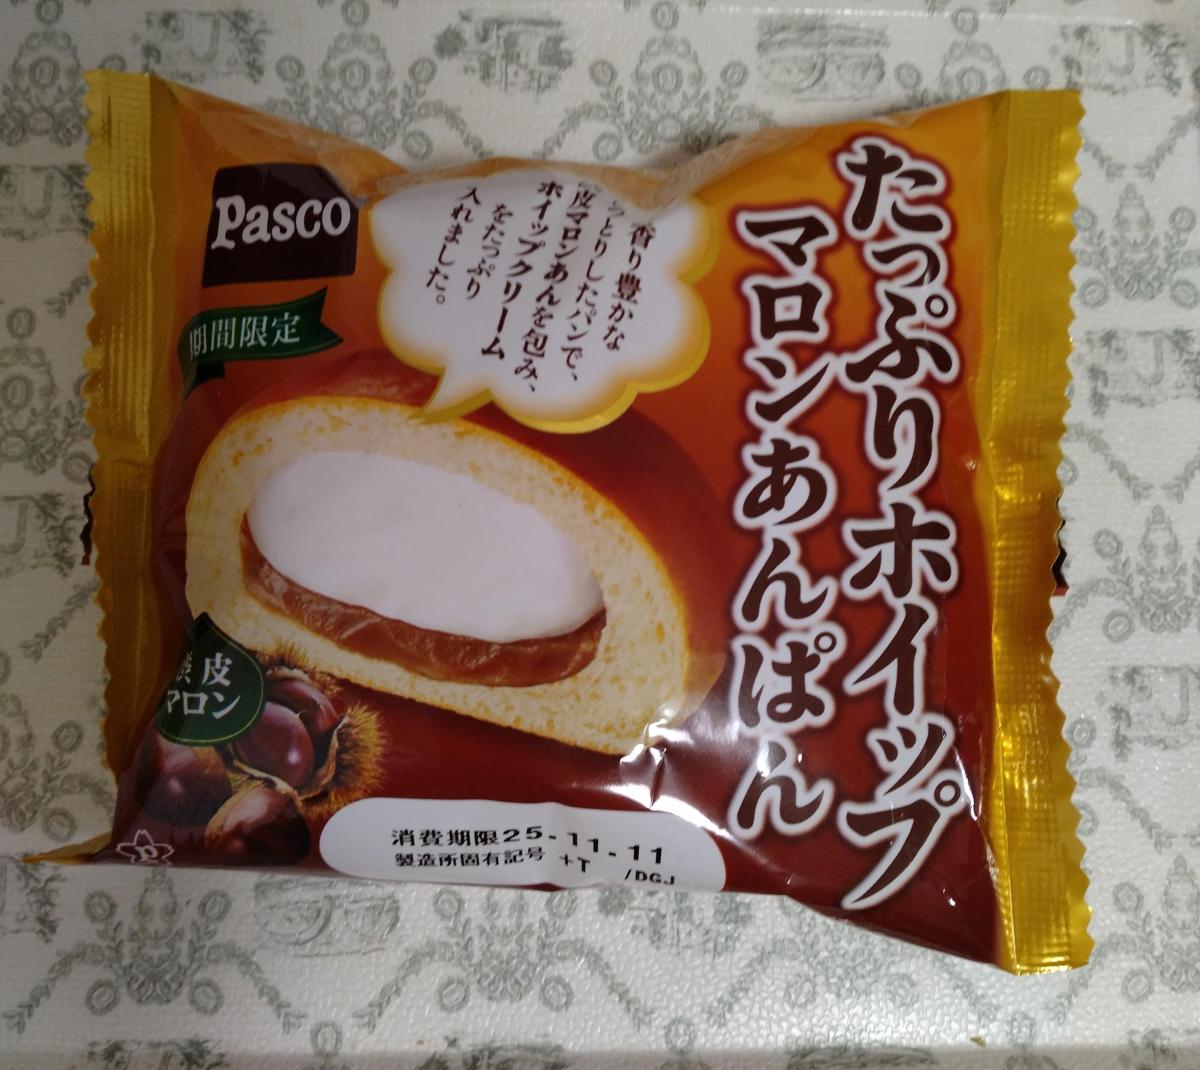 Pasco
期間限定
香り豊かな
っとりしたパンで、
皮マロンあんを包み、
ホイップクリーム
をたっぷり
入れました。
たっぷりホイップ
マロンあんぱん
皮
マロン
消費期限25-11-11
製造所固有記号 +T /DGJ